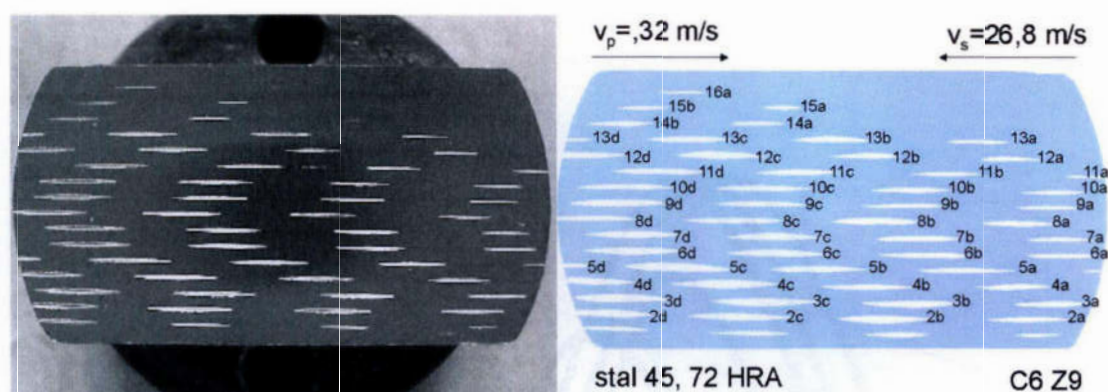 vp=,32 m/s
vs=26,8 m/s
16a
15b 15a
14b 14a
13d 13c 13b 13a
12d 12c 12b 12a
11d 11c 11b 11a
10d 10c 10b 10a
9d 9c 9b 9a
8d 8c 8b 8a
7d 7c 7b 7a
6d 6c 6b 6a
5d 5c 5b 5a
4d 4c 4b 4a
3d 3c 3b 3a
2d 2c 2b 2a
stal 45, 72 HRA
C6 Z9